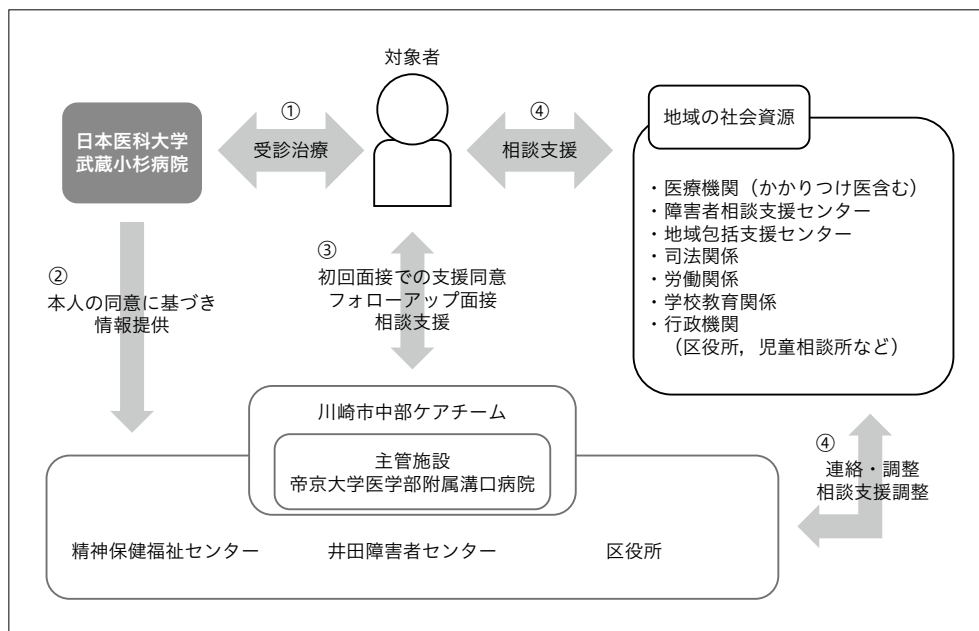 対象者
①
受診治療
④
相談支援
日本医科大学
武蔵小杉病院
地域の社会資源
・医療機関（かかりつけ医含む）
・障害者相談支援センター
・地域包括支援センター
・司法関係
・労働関係
・学校教育関係
・行政機関
（区役所，児童相談所など）
②
本人の同意に基づき
情報提供
③
初回面接での支援同意
フォローアップ面接
相談支援
川崎市中部ケアチーム
主管施設
帝京大学医学部附属溝口病院
④
連絡・調整
相談支援調整
精神保健福祉センター
井田障害者センター
区役所